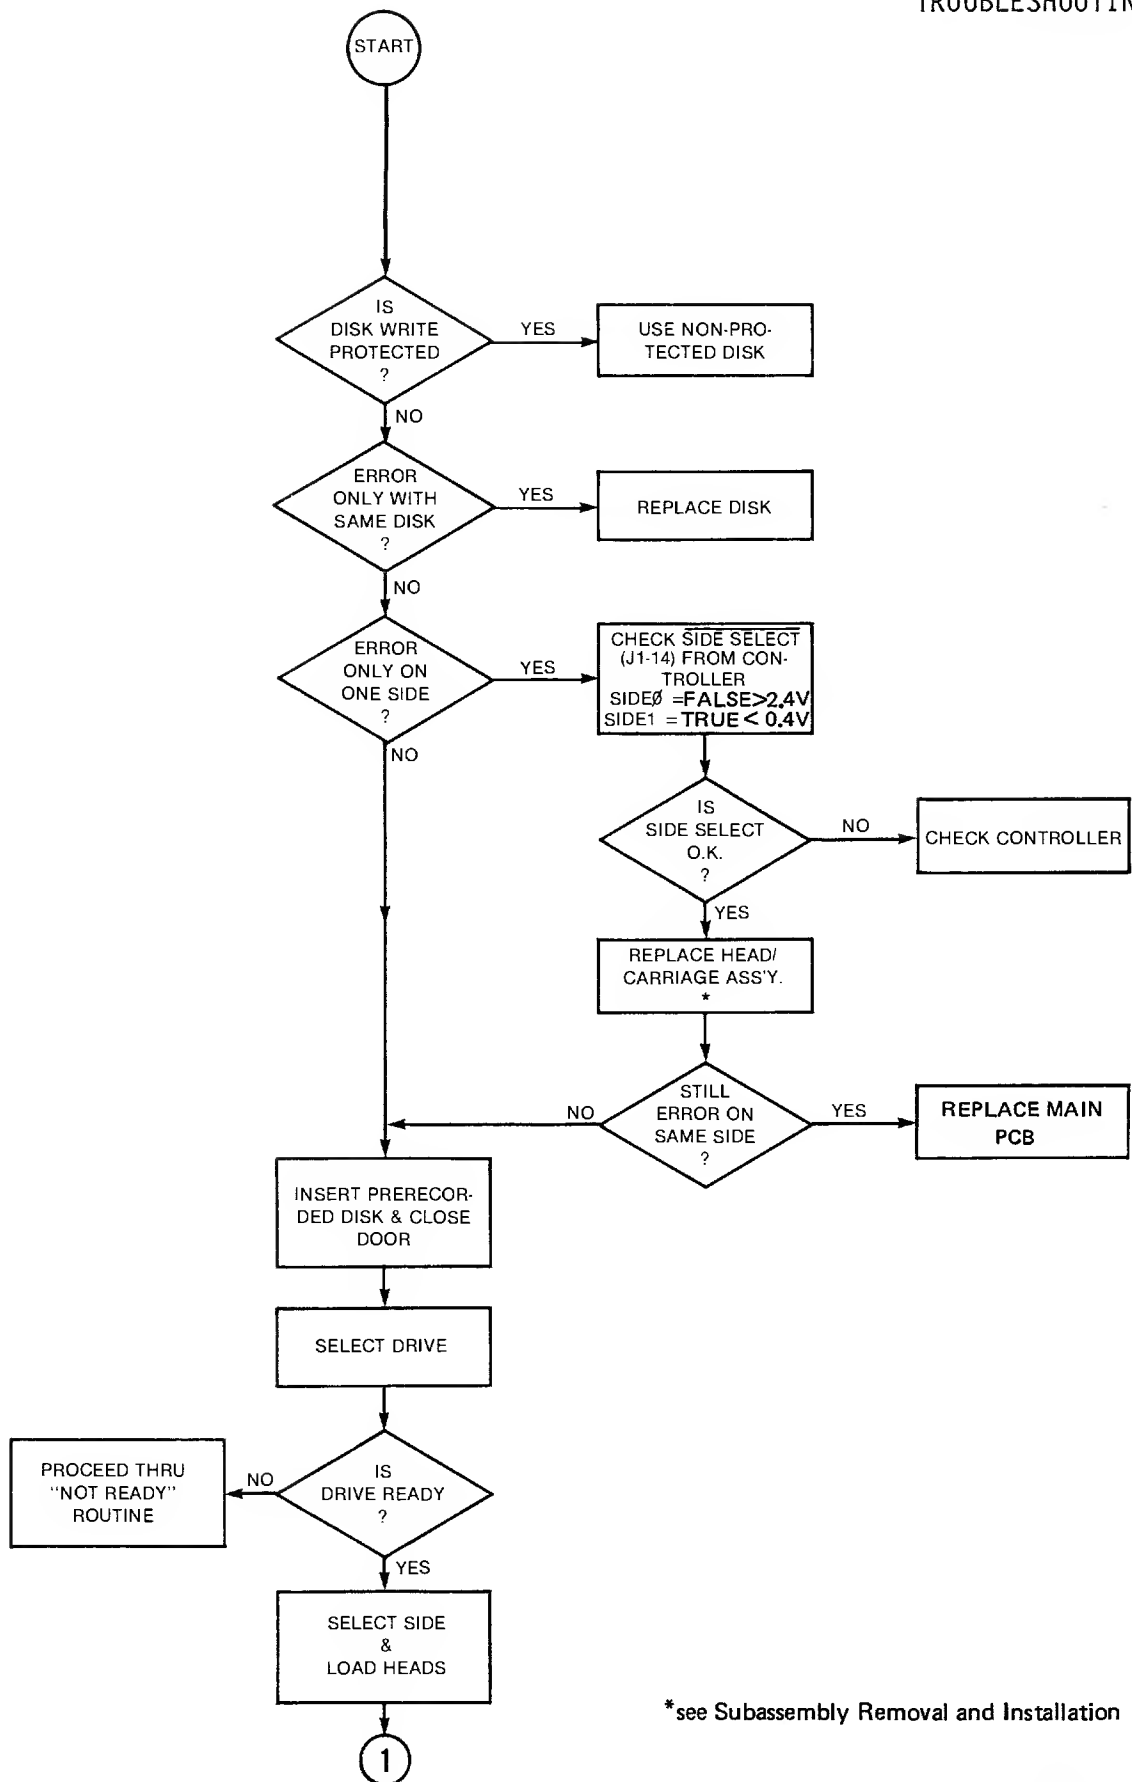 TROUBLESHOOTIN
START
IS
DISK WRITE
PROTECTED
?
YES
USE NON-PRO-
TECTED DISK
NO
ERROR
ONLY WITH
SAME DISK
?
YES
REPLACE DISK
NO
ERROR
ONLY ON
ONE SIDE
?
YES
CHECK SIDE SELECT
(J1-14) FROM CON-
TROLLER
SIDEØ =FALSE>2.4V
SIDE1 =TRUE< 0.4V
NO
IS
SIDE SELECT
O.K.
?
NO
CHECK CONTROLLER
YES
REPLACE HEAD/
CARRIAGE ASS'Y.
*
STILL
ERROR ON
SAME SIDE
?
NO
YES
REPLACE MAIN
PCB
INSERT PRERECOR-
DED DISK & CLOSE
DOOR
SELECT DRIVE
IS
DRIVE READY
?
NO
PROCEED THRU
"NOT READY"
ROUTINE
YES
SELECT SIDE
&
LOAD HEADS
1
*see Subassembly Removal and Installation